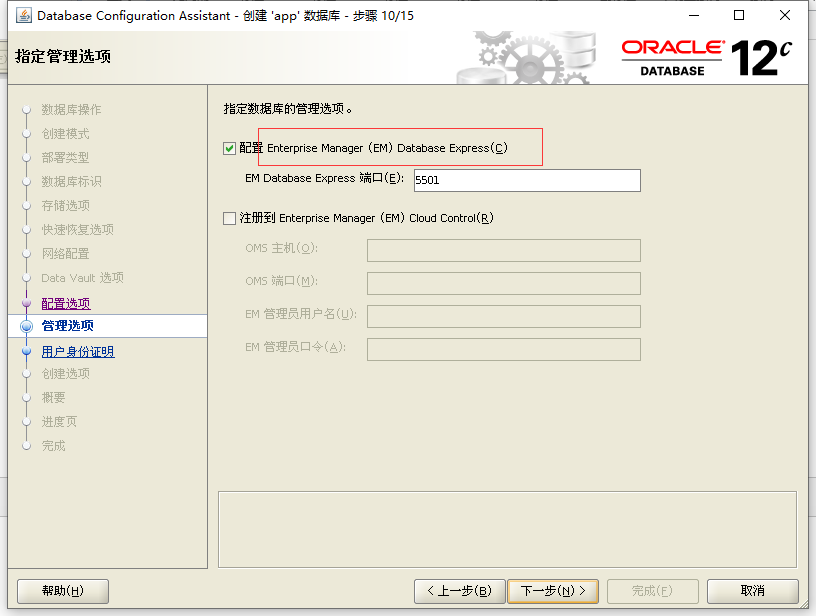 Database Configuration Assistant - 创建 'app' 数据库 - 步骤 10/15
指定管理选项
ORACLE®
DATABASE
12c
数据库操作
创建模式
部署类型
数据库标识
存储选项
快速恢复选项
网络配置
Data Vault 选项
配置选项
管理选项
用户身份证明
创建选项
概要
进度页
完成
指定数据库的管理选项。
配置 Enterprise Manager (EM) Database Express(C)
EM Database Express 端口(E): 5501
注册到 Enterprise Manager (EM) Cloud Control(R)
OMS 主机(O):
OMS 端口(M):
EM 管理员用户名(U):
EM 管理员口令(A):
帮助(H)
< 上一步(B)
下一步(N) >
完成(F)
取消